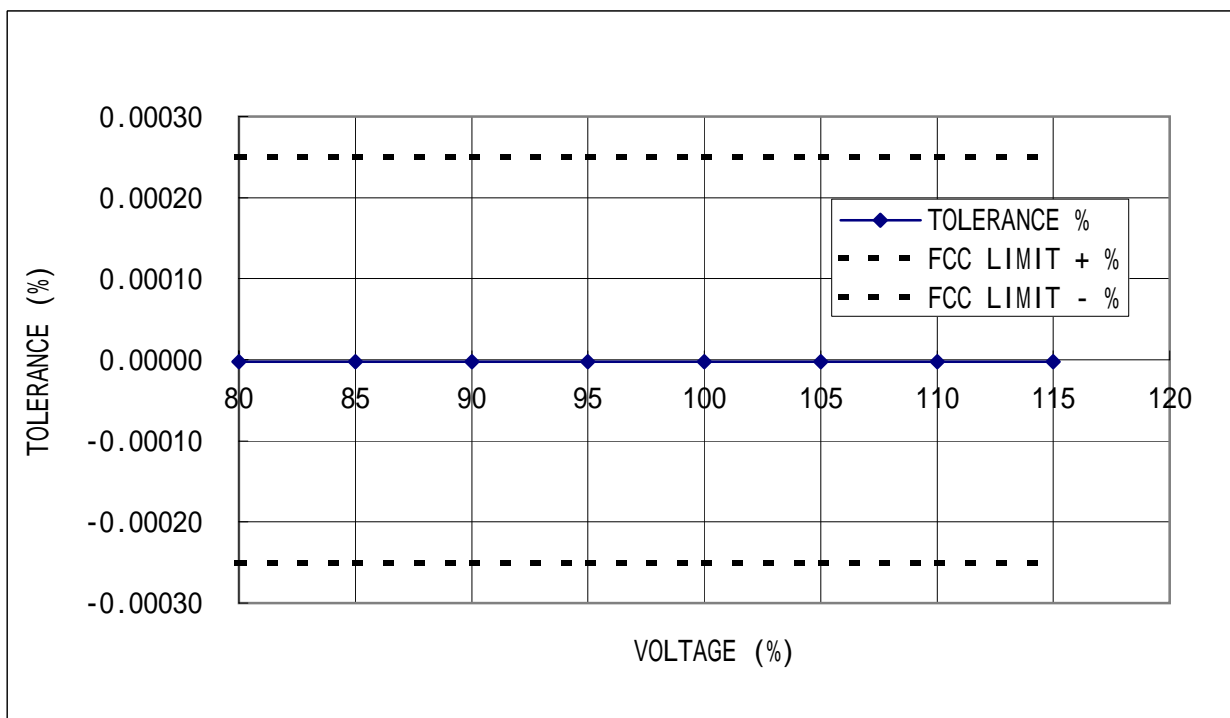 0.00030
0.00020
0.00010
0.00000
-0.00010
-0.00020
-0.00030
TOLERANCE (%)
TOLERANCE %
FCC LIMIT + %
FCC LIMIT - %
80 85 90 95 100 105 110 115 120
VOLTAGE (%)